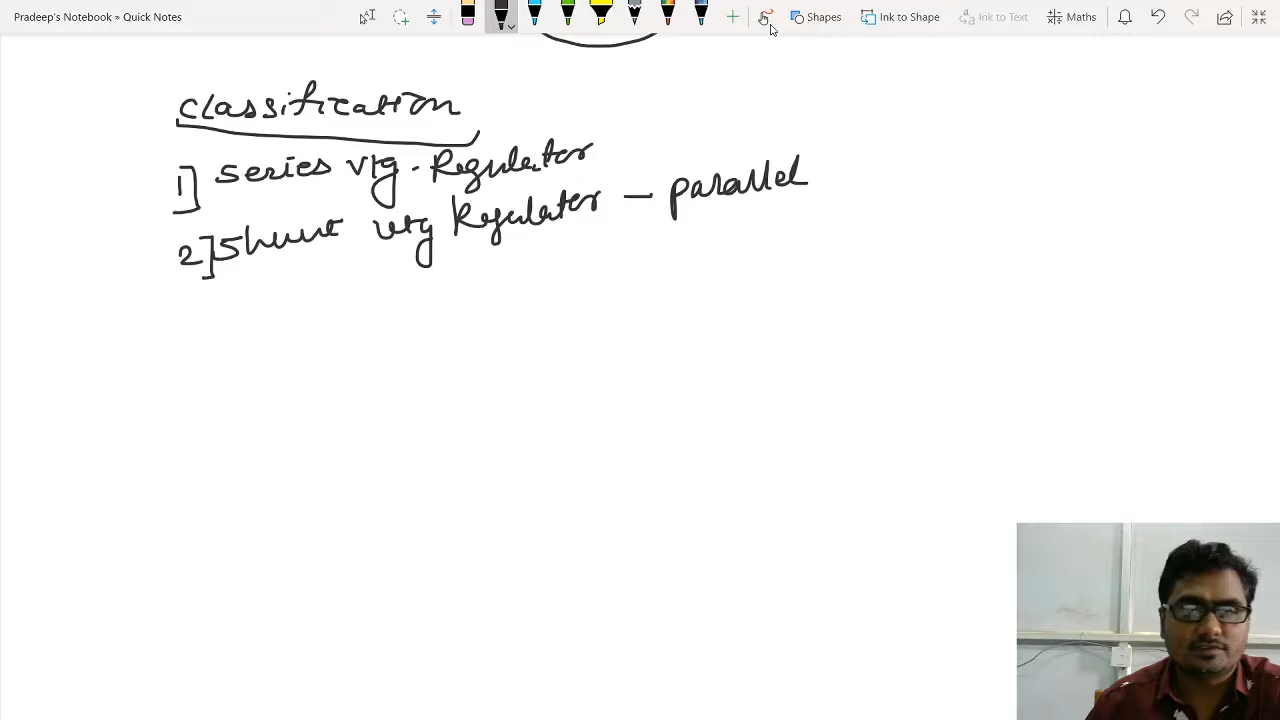 Pradeep's Notebook » Quick Notes
Shapes
Ink to Shape
Ink to Text
Maths
Classification
1] Series Vtg. Regulator
2] Shunt Vtg Regulator — parallel